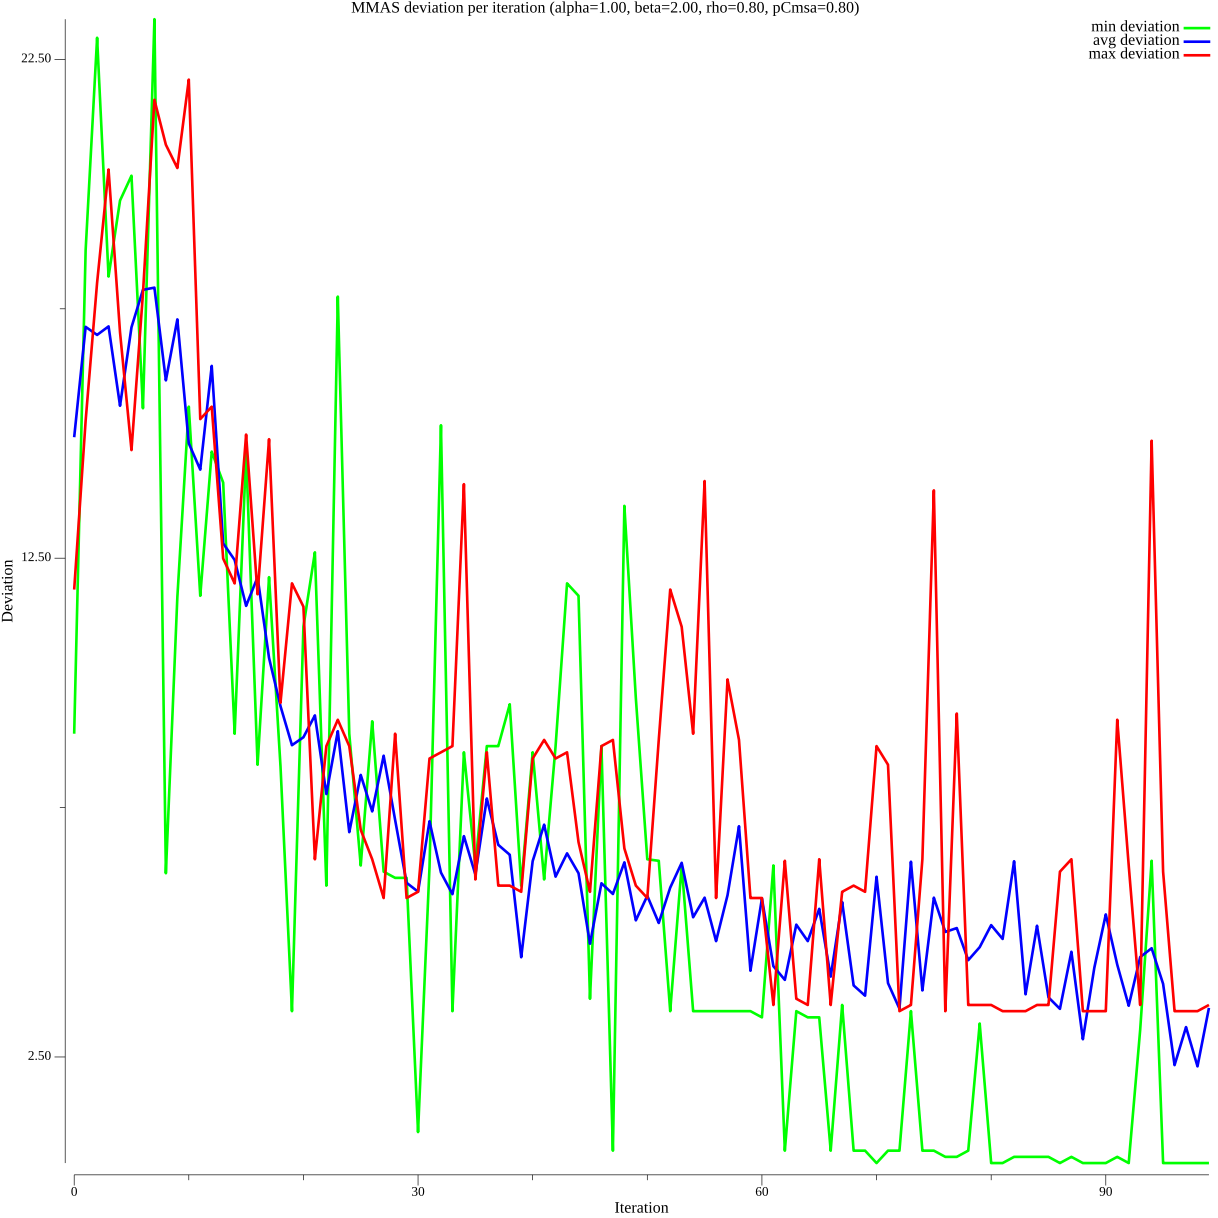 MMAS deviation per iteration (alpha=1.00, beta=2.00, rho=0.80, pCmsa=0.80)
min deviation
avg deviation
max deviation
22.50
12.50
2.50
Deviation
0
30
60
90
Iteration